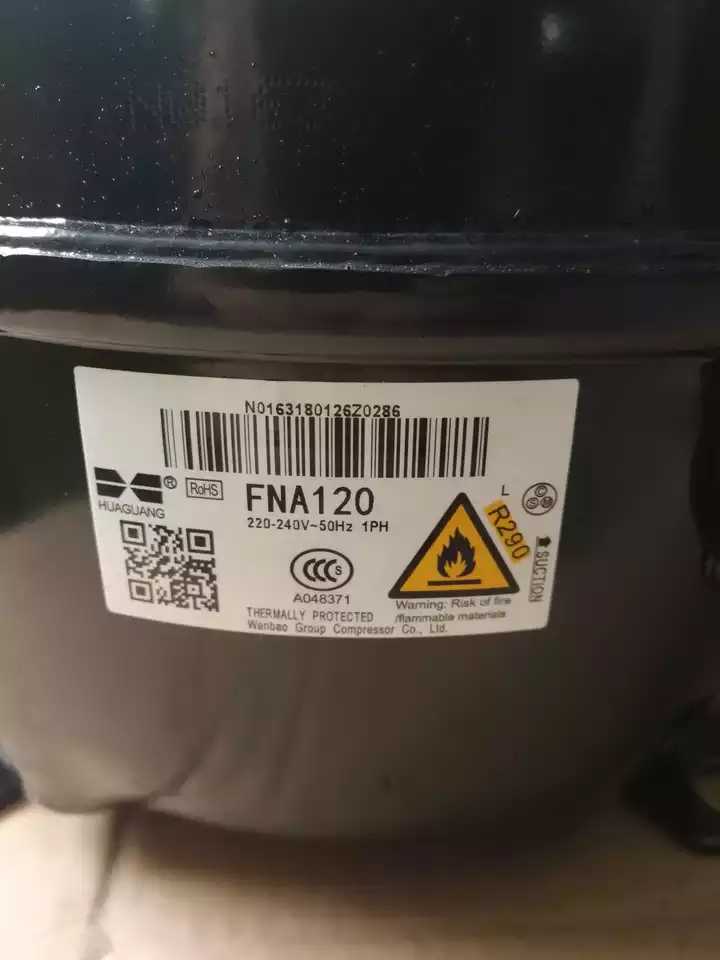 N0163180126Z0286
HUAGUANG
®
RoHS
FNA120
220-240V~50Hz 1PH
CCC S
A048371
THERMALLY PROTECTED
Wanbao Group Compressor Co., Ltd.
R290
L
SUCTION
Warning: Risk of fire
/flammable materials